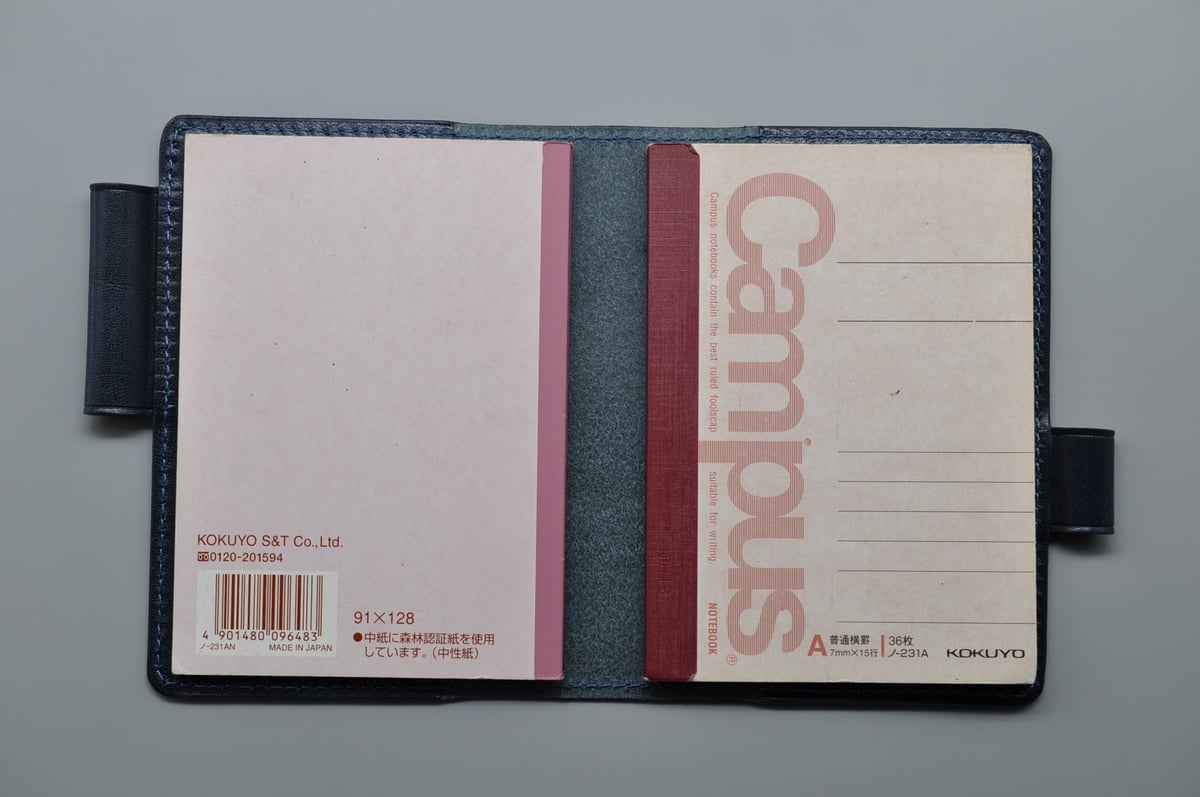 KOKUYO S&T Co.,Ltd.
0120-201594
4 901480 096483
ノ-231AN MADE IN JAPAN
91×128
●中紙に森林認証紙を使用
しています。(中性紙)
Campus
Campus notebooks contain the best ruled foolscap suitable for writing.
NOTEBOOK
®
A 普通横罫 36枚
7mm×15行 ノ-231A
KOKUYO